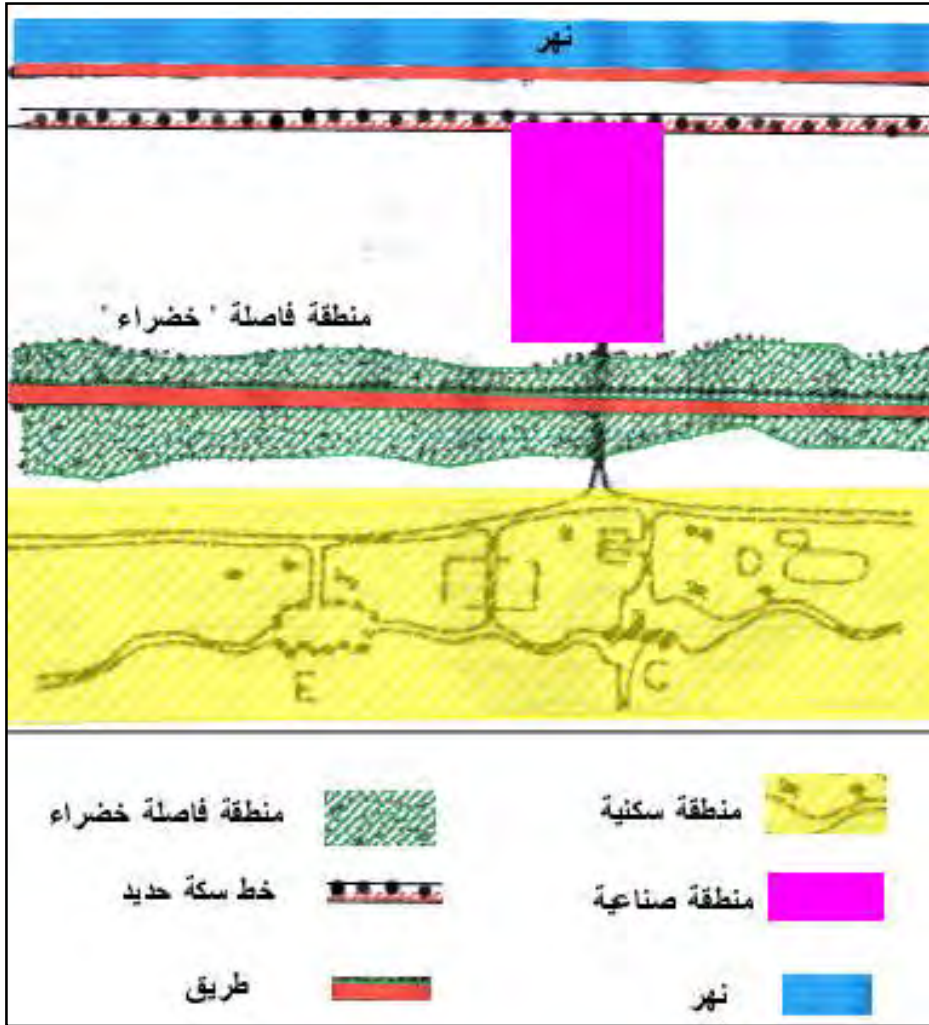 نهر
منطقة فاصلة " خضراء "
E
C
منطقة سكنية
منطقة فاصلة خضراء
منطقة صناعية
خط سكة حديد
نهر
طريق